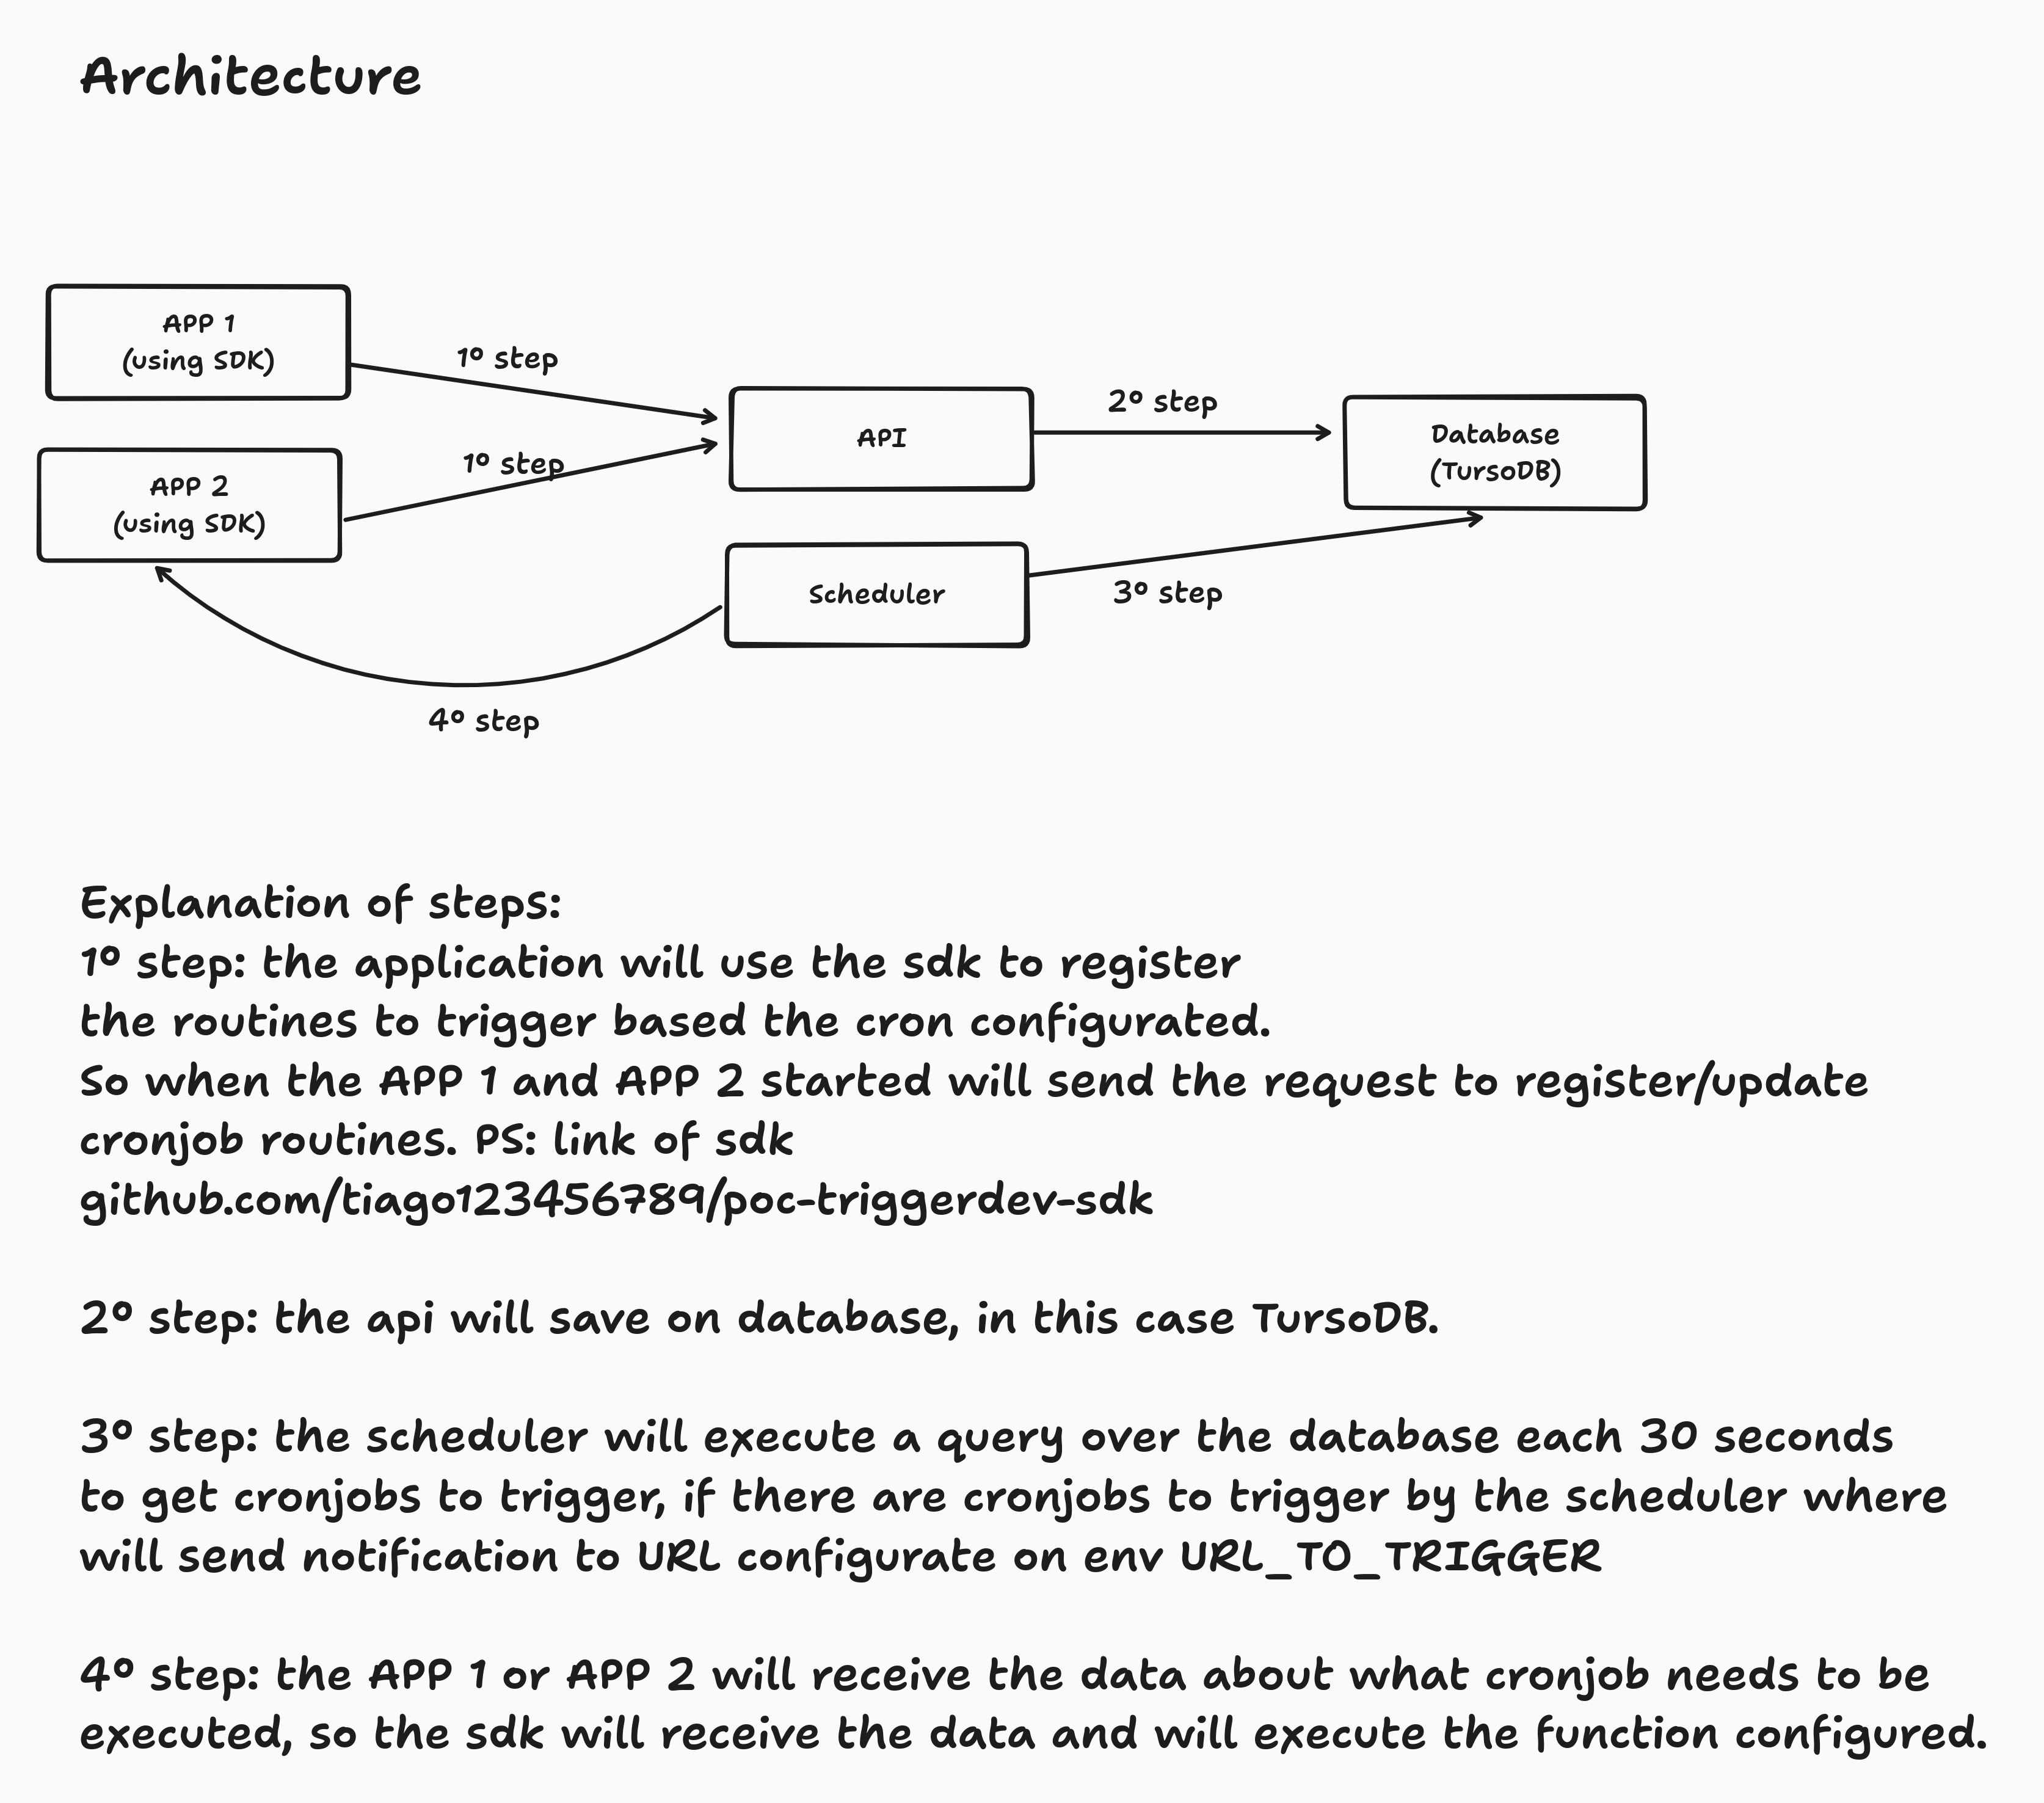 Architecture
APP 1
(using SDK)
1º step
API
2º step
Database
(TursoDB)
1º step
APP 2
(using SDK)
Scheduler
3º step
4º step
Explanation of steps:
1º step: the application will use the sdk to register
the routines to trigger based the cron configurated.
So when the APP 1 and APP 2 started will send the request to register/update
cronjob routines. PS: link of sdk
github.com/tiago123456789/poc-triggerdev-sdk
2º step: the api will save on database, in this case TursoDB.
3º step: the scheduler will execute a query over the database each 30 seconds
to get cronjobs to trigger, if there are cronjobs to trigger by the scheduler where
will send notification to URL configurate on env URL_TO_TRIGGER
4º step: the APP 1 or APP 2 will receive the data about what cronjob needs to be
executed, so the sdk will receive the data and will execute the function configured.